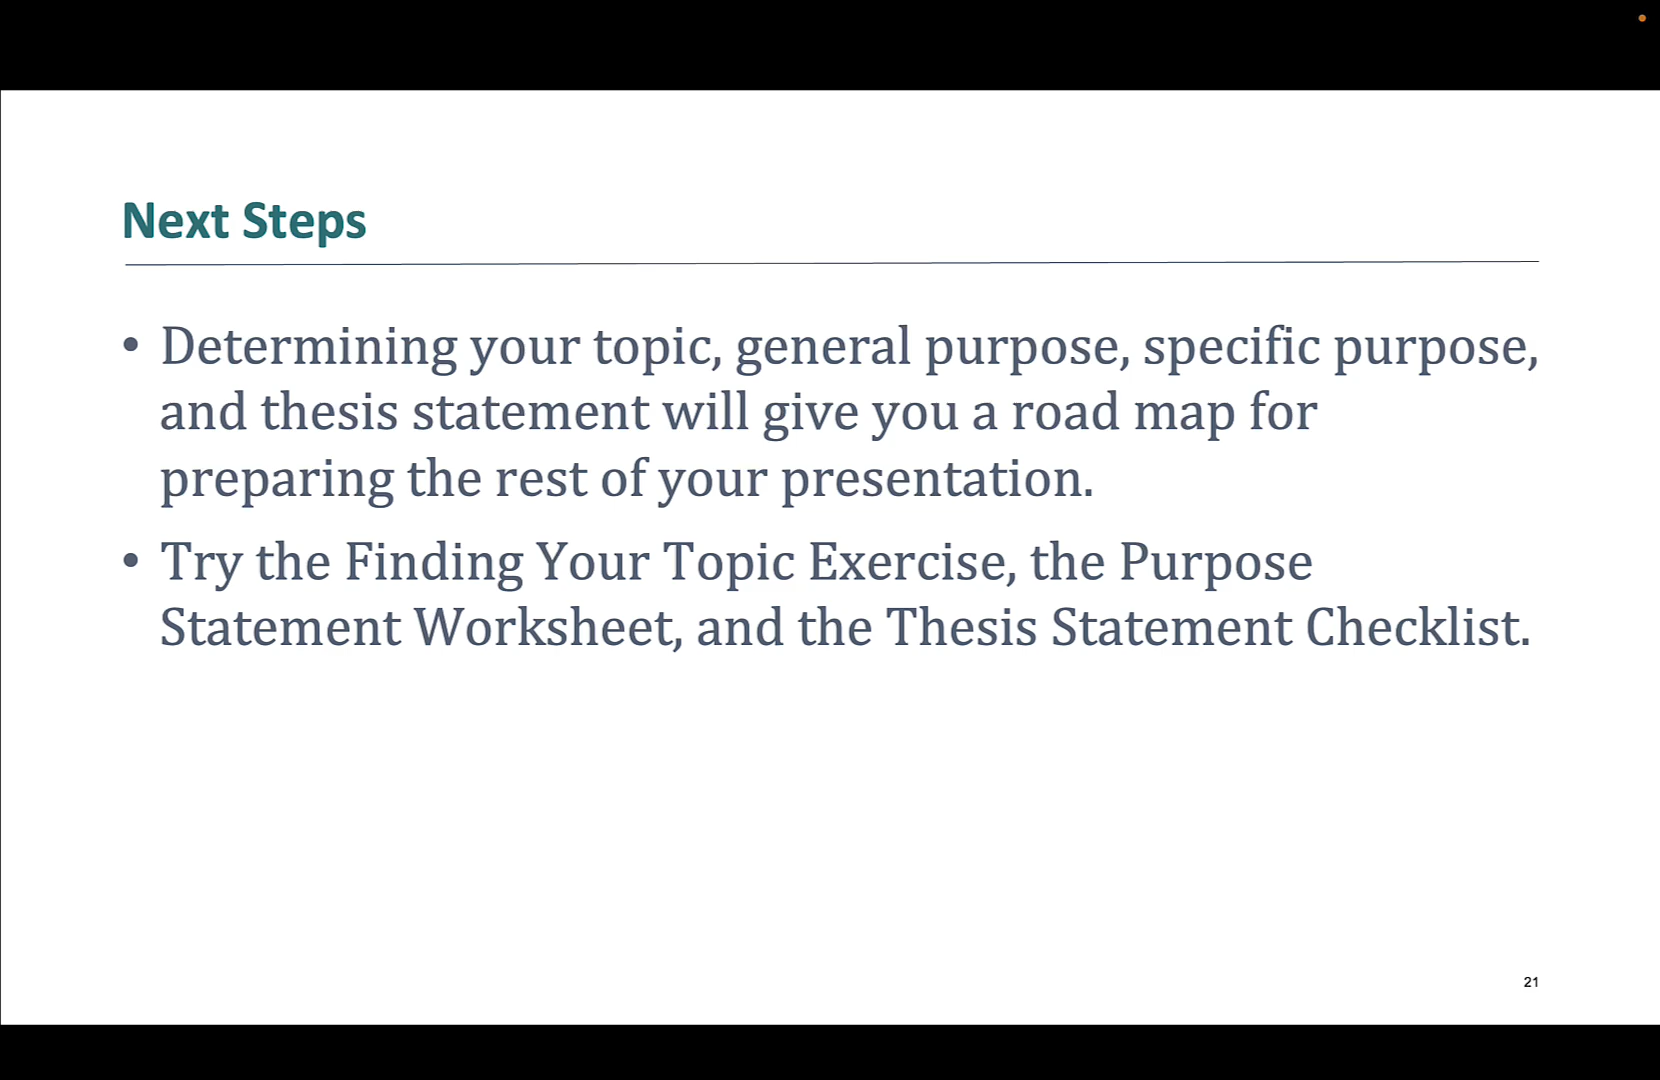 Next Steps
• Determining your topic, general purpose, specific purpose,
and thesis statement will give you a road map for
preparing the rest of your presentation.
• Try the Finding Your Topic Exercise, the Purpose
Statement Worksheet, and the Thesis Statement Checklist.
21